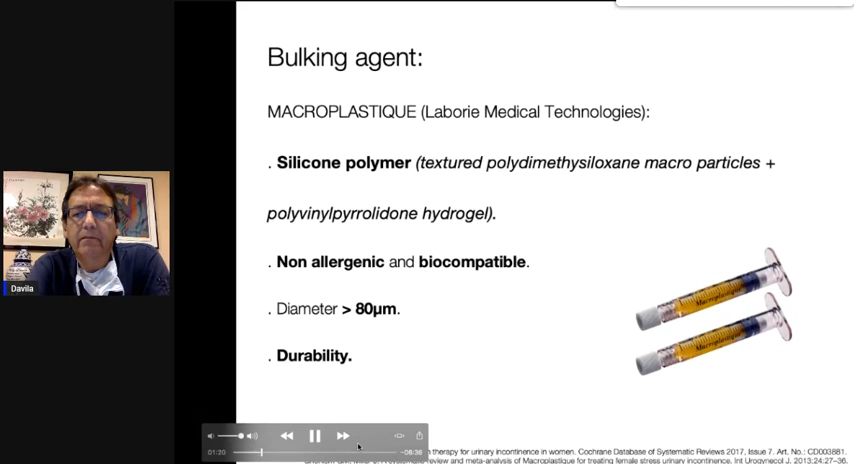 Bulking agent:
MACROPLASTIQUE (Laborie Medical Technologies):
. Silicone polymer (textured polydimethysiloxane macro particles +
polyvinylpyrrolidone hydrogel).
. Non allergenic and biocompatible.
. Diameter > 80µm.
. Durability.
Macroplastique
Macroplastique
Davila
01:20
therapy for urinary incontinence in women. Cochrane Database of Systematic Reviews 2017, Issue 7. Art. No.: CD003881.
review and meta-analysis of Macroplastique for treating female stress urinary incontinence. Int Urogynecol J. 2013;24:27–36.